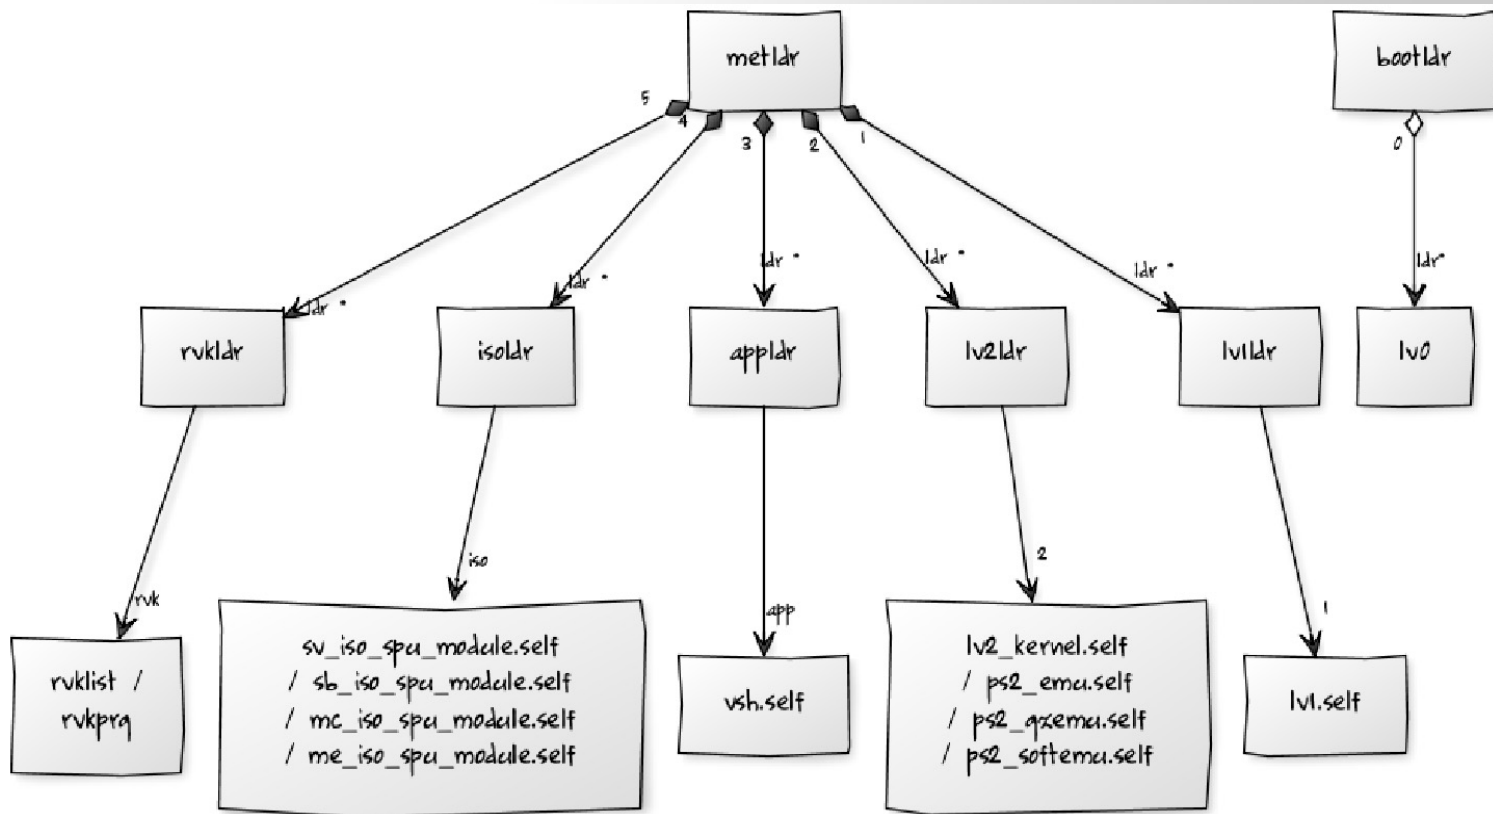 metldr
bootldr
5
4
3
2
1
0
ldr *
ldr *
ldr *
ldr *
ldr *
ldr*
rvkldr
isoldr
appldr
lv2ldr
lv1ldr
lv0
rvk
iso
app
2
1
rvklist /
rvkprg
sv_iso_spu_module.self
/ sb_iso_spu_module.self
/ mc_iso_spu_module.self
/ me_iso_spu_module.self
vsh.self
lv2_kernel.self
/ ps2_emu.self
/ ps2_gxemu.self
/ ps2_softemu.self
lv1.self